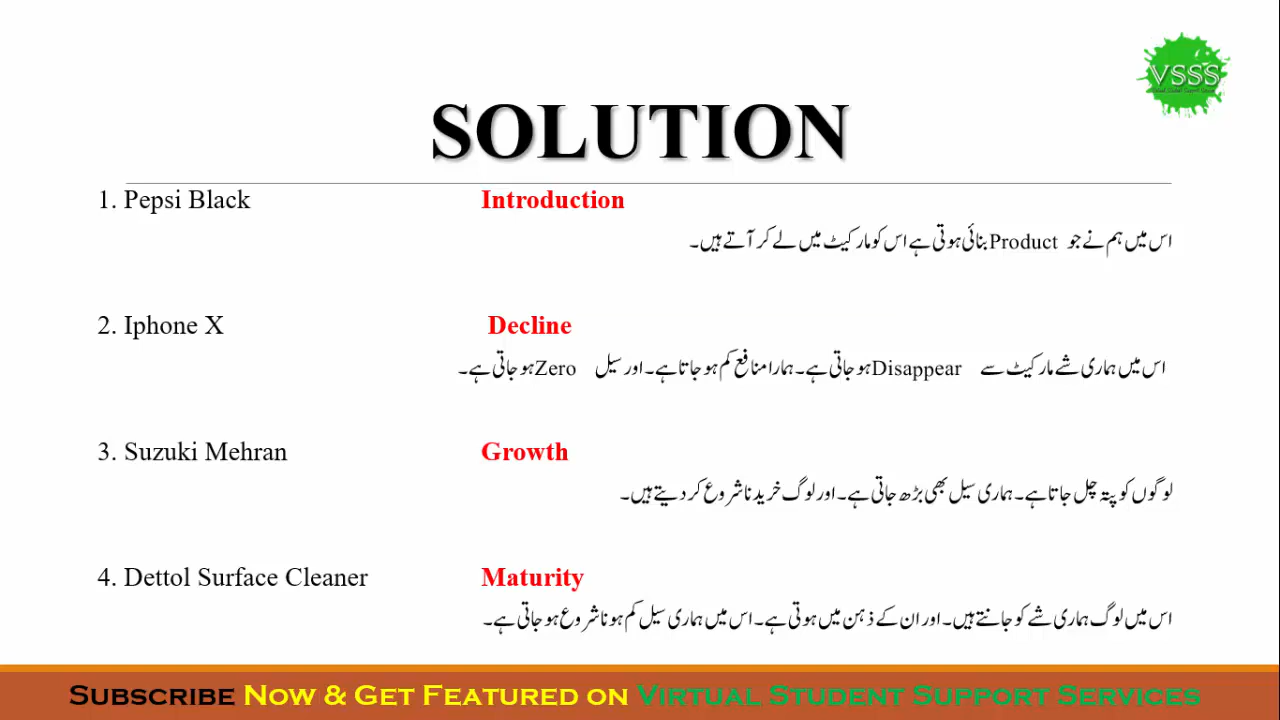 VSSS
SOLUTION
1. Pepsi Black Introduction
اس میں ہم نے جو Product بنائی ہوتی ہے اس کو مارکیٹ میں لے کر آتے ہیں۔
2. Iphone X Decline
اس میں ہماری شے مارکیٹ سے Disappear ہو جاتی ہے۔ ہمارا منافع کم ہو جاتا ہے۔ اور سیل Zero ہو جاتی ہے۔
3. Suzuki Mehran Growth
لوگوں کو پتہ چل جاتا ہے۔ ہماری سیل بھی بڑھ جاتی ہے۔ اور لوگ خریدنا شروع کر دیتے ہیں۔
4. Dettol Surface Cleaner Maturity
اس میں لوگ ہماری شے کو جانتے ہیں۔ اور ان کے ذہن میں ہوتی ہے۔ اس میں ہماری سیل کم ہونا شروع ہو جاتی ہے۔
SUBSCRIBE NOW & GET FEATURED ON VIRTUAL STUDENT SUPPORT SERVICES